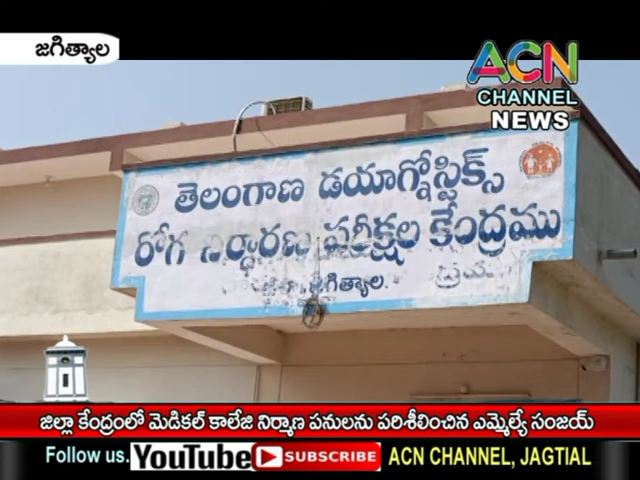 జగిత్యాల
ACN
CHANNEL
NEWS
తెలంగాణ డయాగ్నోస్టిక్స్
రోగ నిర్ధారణ పరీక్షల కేంద్రము
జగిత్యాల.
జిల్లా కేంద్రంలో మెడికల్ కాలేజి నిర్మాణ పనులను పరిశీలించిన ఎమ్మెల్యే సంజయ్
Follow us. YouTube SUBSCRIBE ACN CHANNEL, JAGTIAL